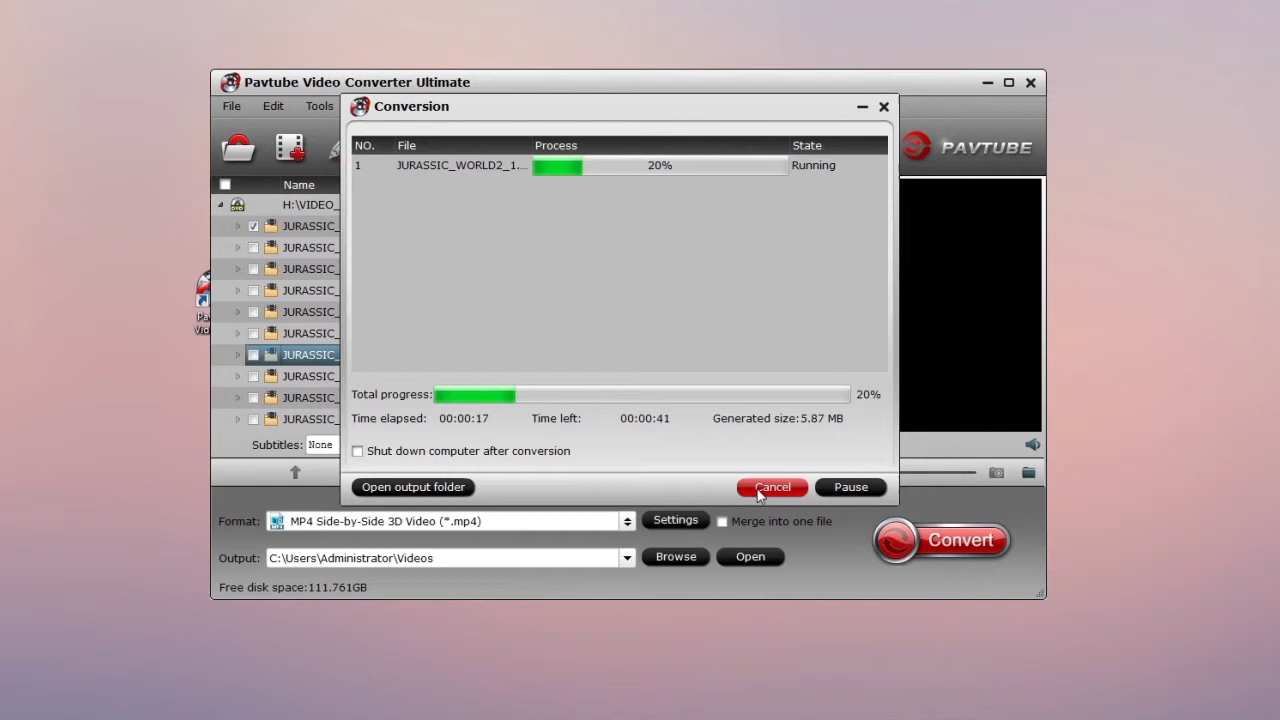 Pavtube Video Converter Ultimate
File Edit Tools
Conversion
NO. File Process State
1 JURASSIC_WORLD2_1.... 20% Running
PAVTUBE
Name
H:\VIDEO_
JURASSIC_
JURASSIC_
JURASSIC_
JURASSIC_
JURASSIC_
JURASSIC_
JURASSIC_
JURASSIC_
JURASSIC_
JURASSIC_
Pa
Vid
Total progress: 20%
Time elapsed: 00:00:17 Time left: 00:00:41 Generated size:5.87 MB
Subtitles: None
Shut down computer after conversion
Open output folder Cancel Pause
Format: MP4 Side-by-Side 3D Video (*.mp4) Settings Merge into one file
Convert
Output: C:\Users\Administrator\Videos Browse Open
Free disk space:111.761GB